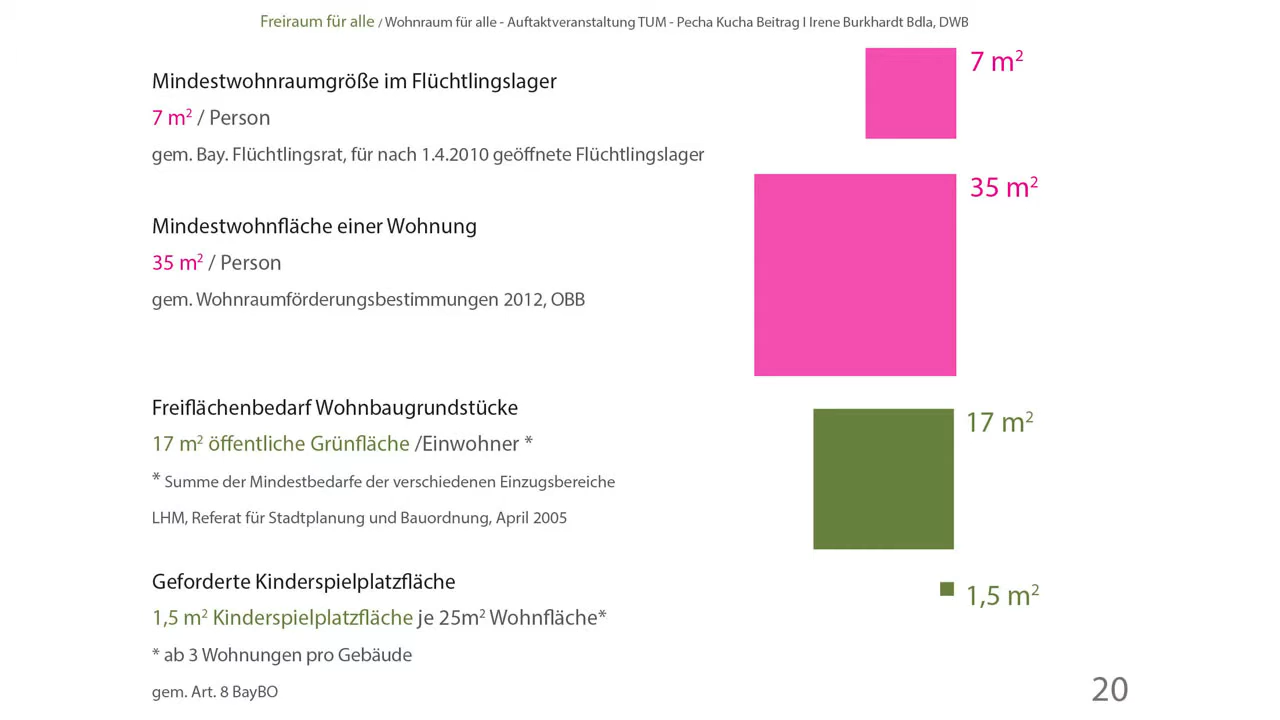 Freiraum für alle / Wohnraum für alle - Auftaktveranstaltung TUM - Pecha Kucha Beitrag I Irene Burkhardt Bdla, DWB
Mindestwohnraumgröße im Flüchtlingslager
7 m² / Person
gem. Bay. Flüchtlingsrat, für nach 1.4.2010 geöffnete Flüchtlingslager
7 m²
Mindestwohnfläche einer Wohnung
35 m² / Person
gem. Wohnraumförderungsbestimmungen 2012, OBB
35 m²
Freiflächenbedarf Wohnbaugrundstücke
17 m² öffentliche Grünfläche /Einwohner *
* Summe der Mindestbedarfe der verschiedenen Einzugsbereiche
LHM, Referat für Stadtplanung und Bauordnung, April 2005
17 m²
Geforderte Kinderspielplatzfläche
1,5 m² Kinderspielplatzfläche je 25m² Wohnfläche*
* ab 3 Wohnungen pro Gebäude
gem. Art. 8 BayBO
1,5 m²
20